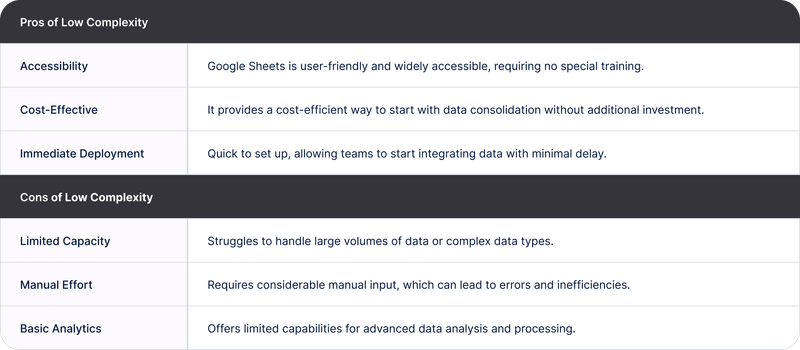 Pros of Low Complexity
Accessibility Google Sheets is user-friendly and widely accessible, requiring no special training.
Cost-Effective It provides a cost-efficient way to start with data consolidation without additional investment.
Immediate Deployment Quick to set up, allowing teams to start integrating data with minimal delay.
Cons of Low Complexity
Limited Capacity Struggles to handle large volumes of data or complex data types.
Manual Effort Requires considerable manual input, which can lead to errors and inefficiencies.
Basic Analytics Offers limited capabilities for advanced data analysis and processing.